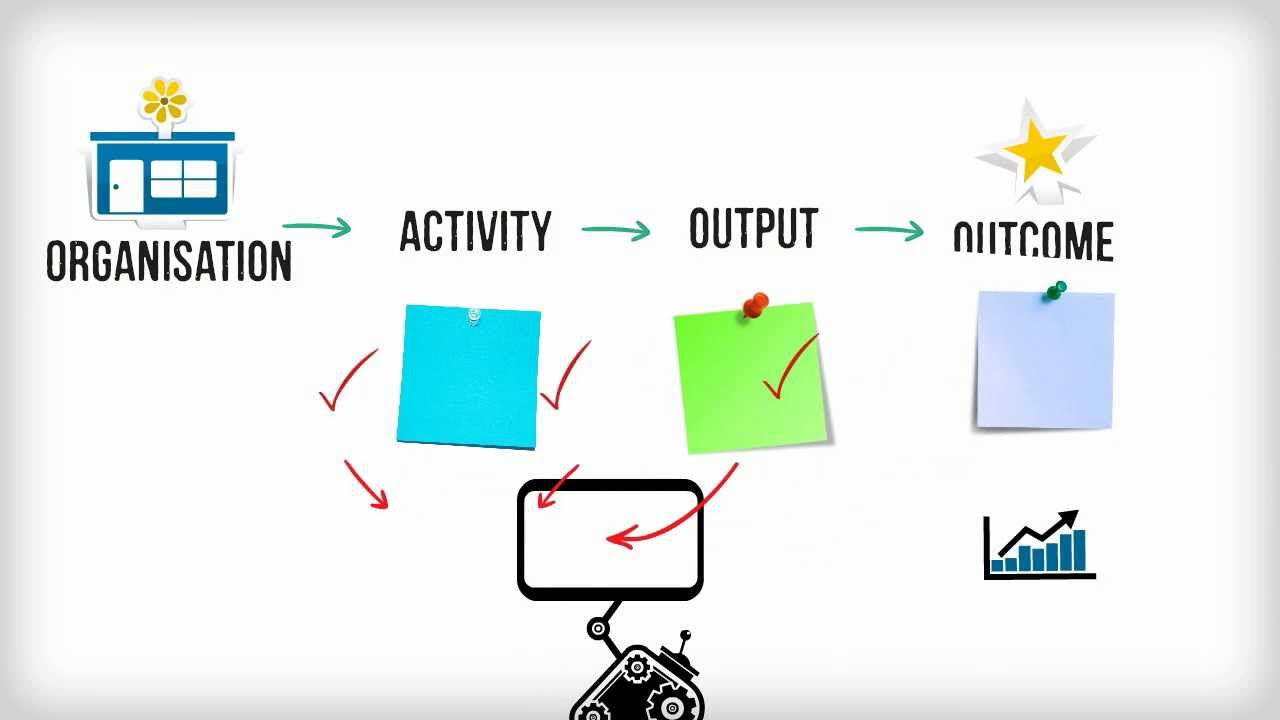 ORGANISATION
ACTIVITY
OUTPUT
OUTCOME